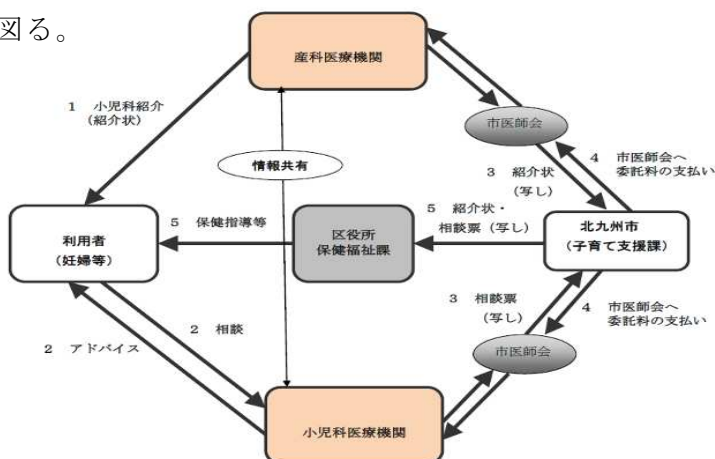 図る。
産科医療機関
1 小児科紹介
(紹介状)
市医師会
4 市医師会へ
委託料の支払い
3 紹介状
(写し)
情報共有
利用者
(妊婦等)
5 保健指導等
区役所
保健福祉課
5 紹介状・
相談票（写し）
北九州市
(子育て支援課)
3 相談票
(写し)
4 市医師会へ
委託料の支払い
2 相談
2 アドバイス
市医師会
小児科医療機関